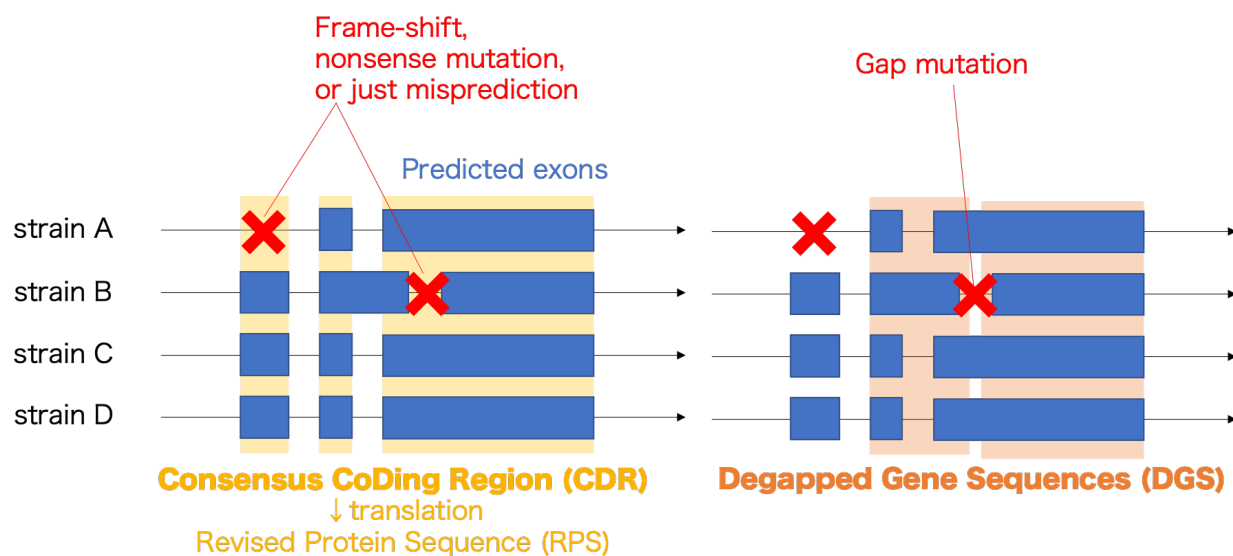 Frame-shift,
nonsense mutation,
or just misprediction
Gap mutation
Predicted exons
strain A
strain B
strain C
strain D
Consensus CoDing Region (CDR)
↓translation
Revised Protein Sequence (RPS)
Degapped Gene Sequences (DGS)